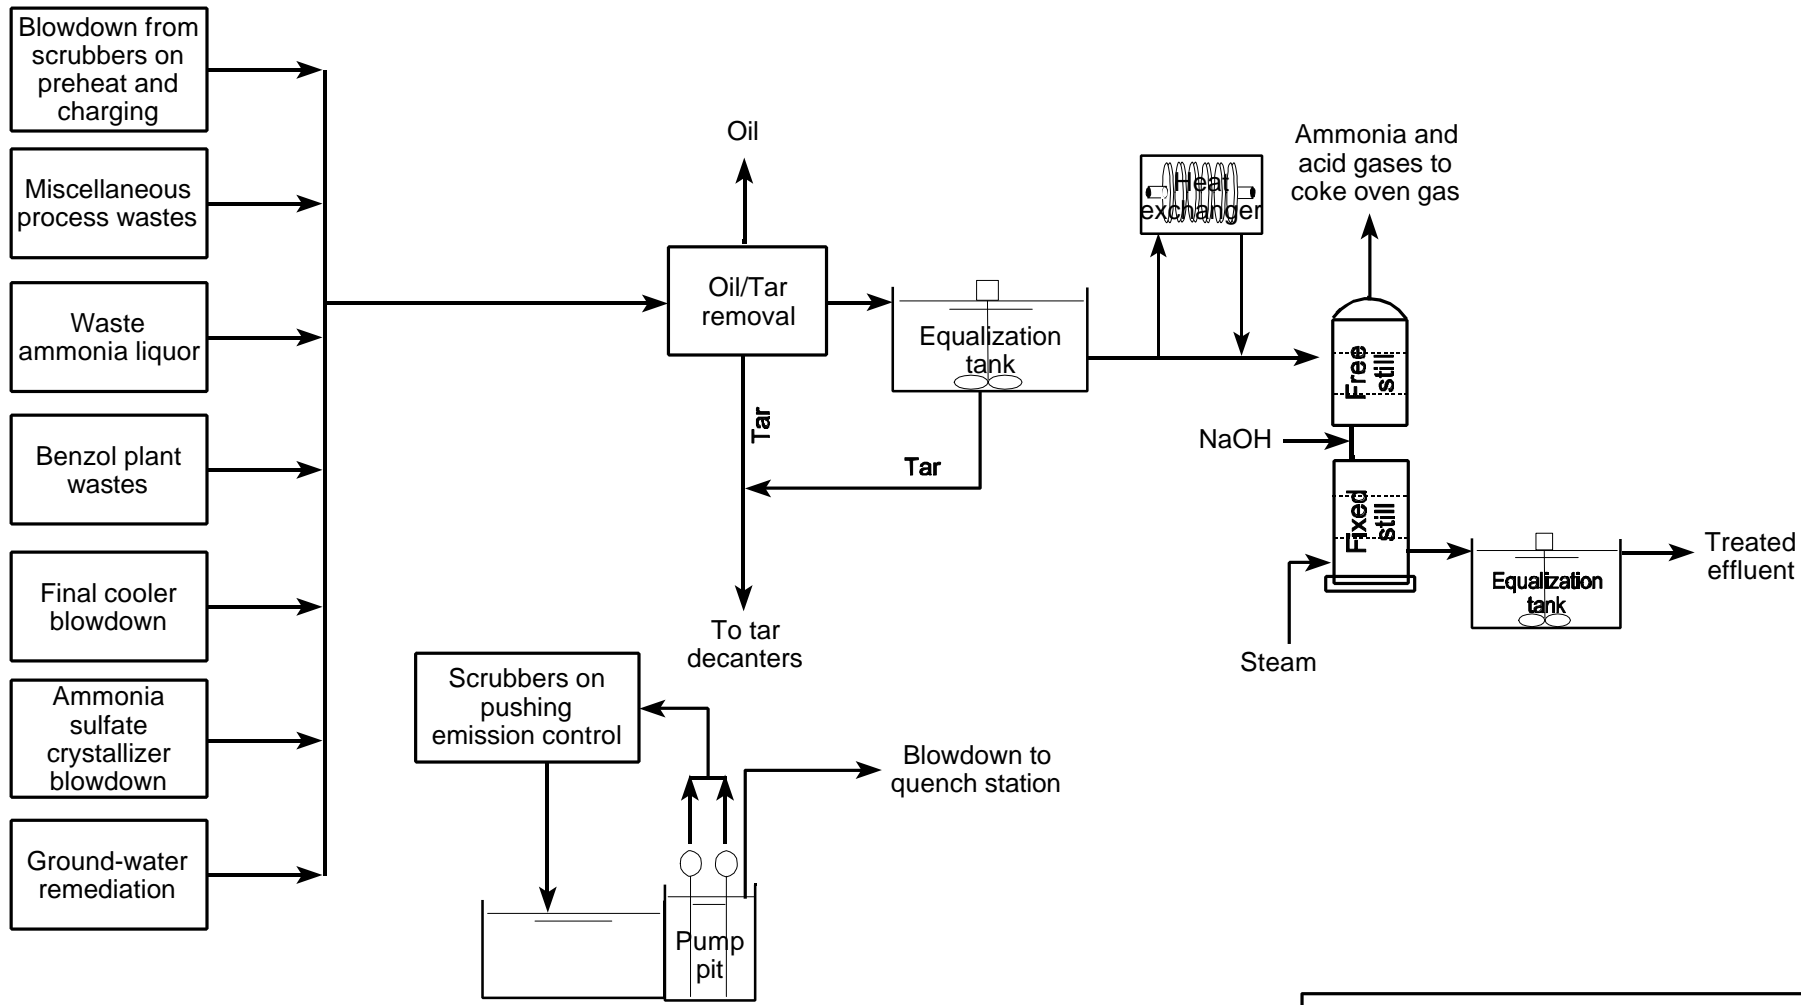 Blowdown from
scrubbers on
preheat and
charging
Miscellaneous
process wastes
Waste
ammonia liquor
Benzol plant
wastes
Final cooler
blowdown
Ammonia
sulfate
crystallizer
blowdown
Ground-water
remediation
Oil
Oil/Tar
removal
Tar
To tar
decanters
Equalization
tank
Tar
Heat
exchanger
Ammonia and
acid gases to
coke oven gas
Free
still
NaOH
Fixed
still
Steam
Equalization
tank
Treated
effluent
Scrubbers on
pushing
emission control
Blowdown to
quench station
Pump
pit